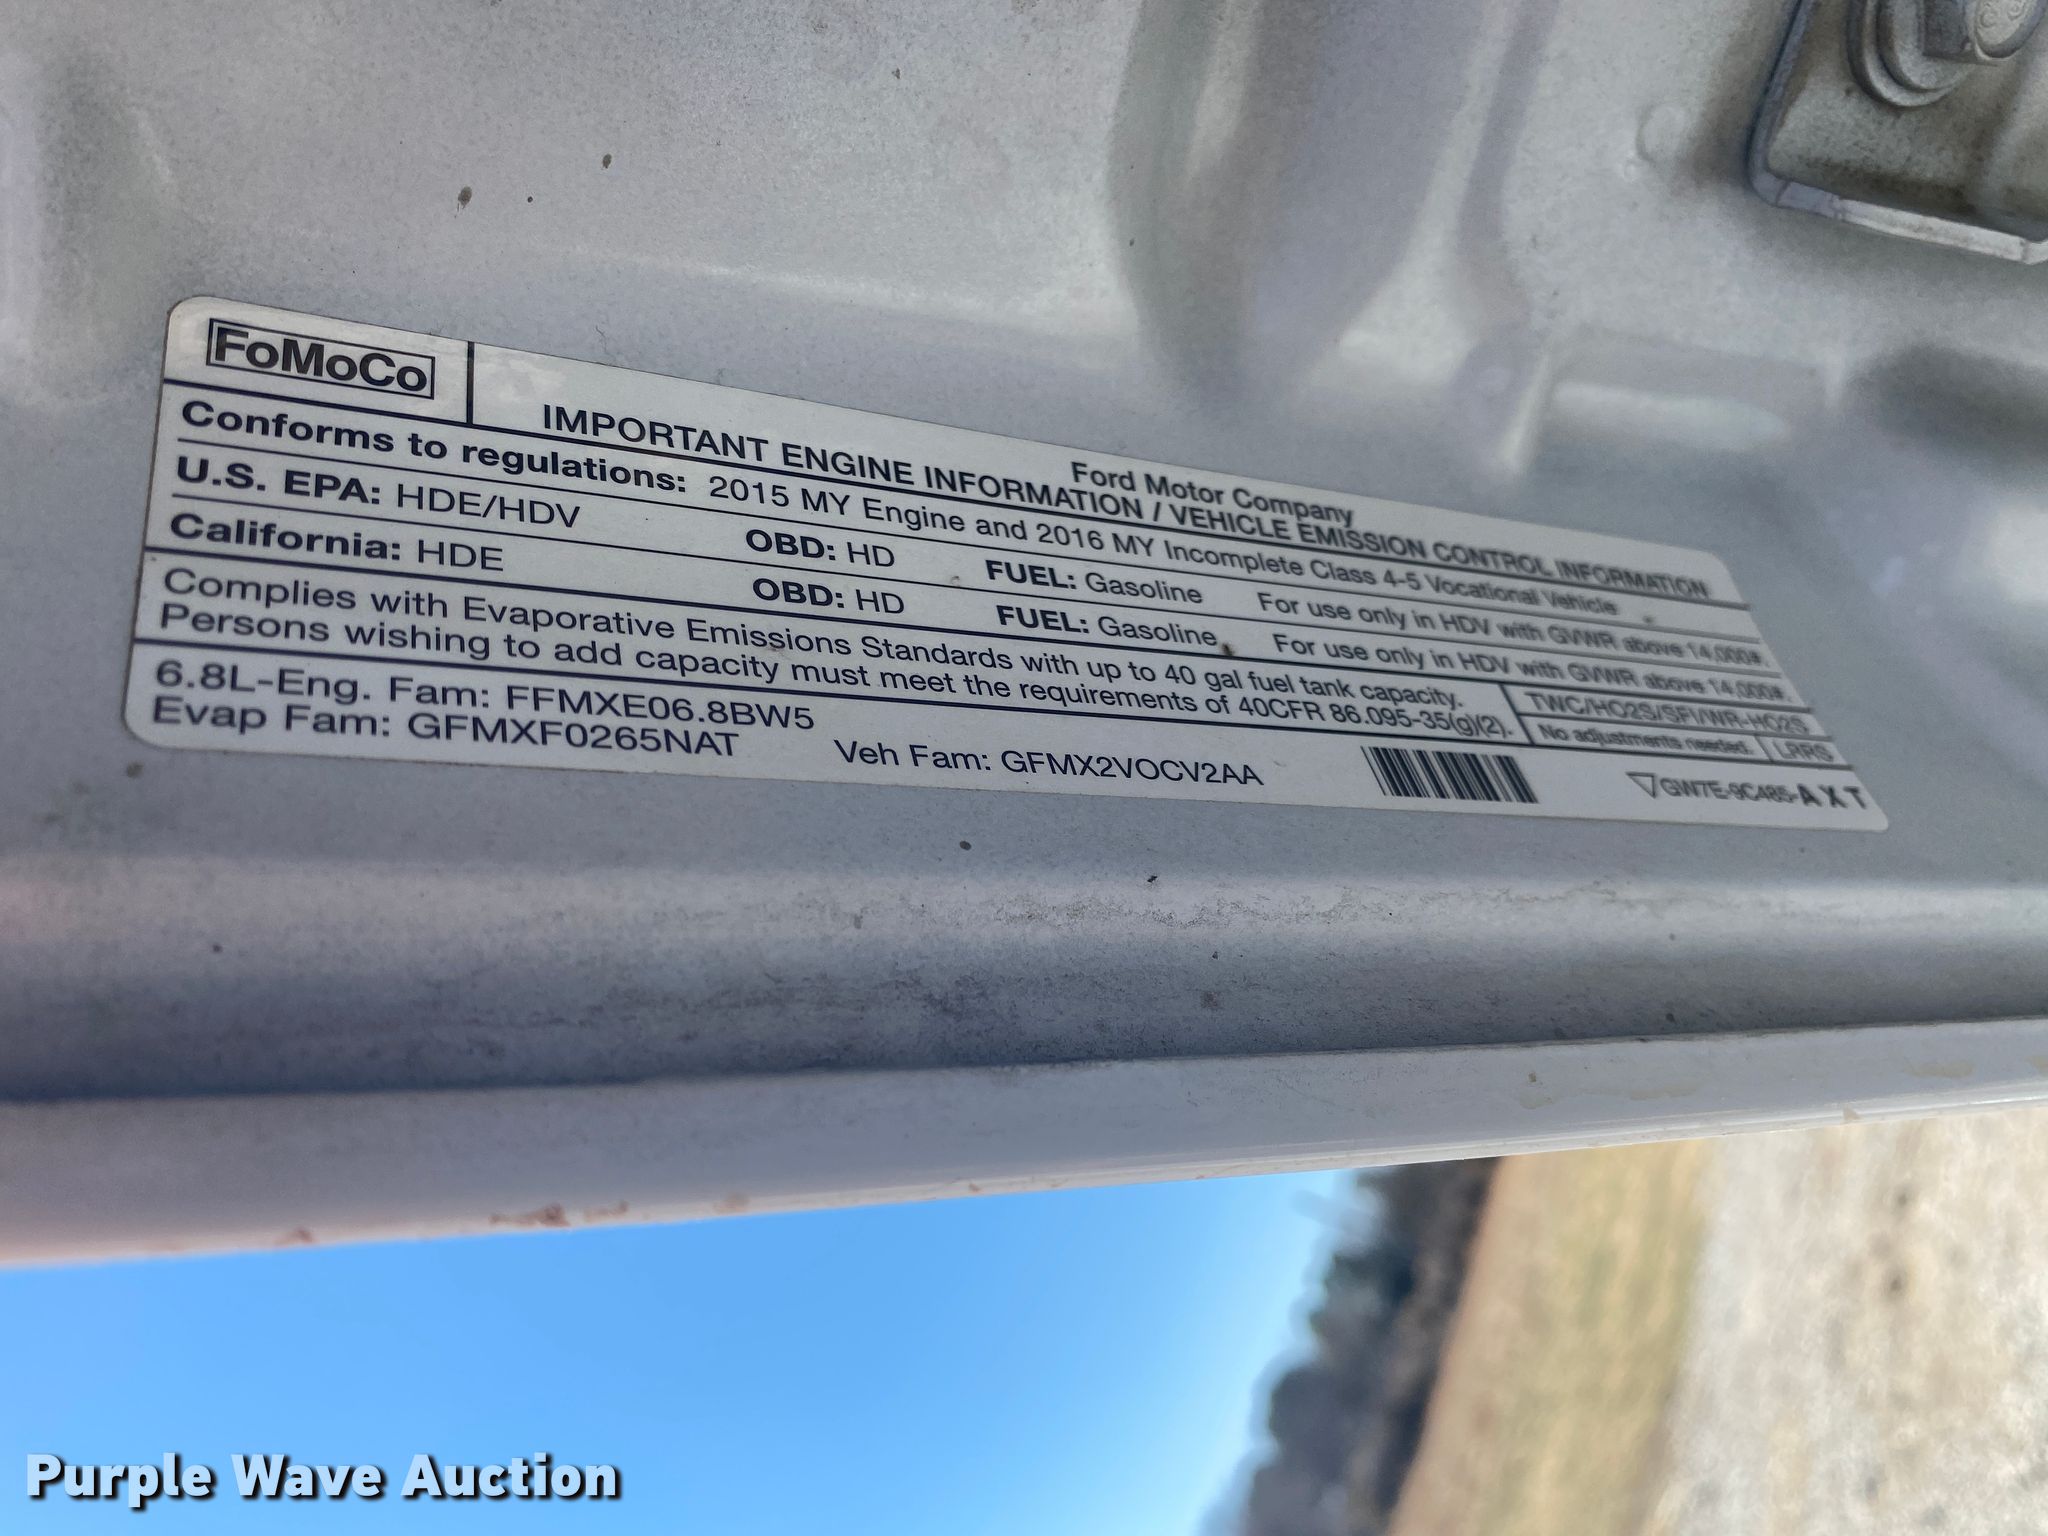 FoMoCo
Ford Motor Company
IMPORTANT ENGINE INFORMATION / VEHICLE EMISSION CONTROL INFORMATION
Conforms to regulations: 2015 MY Engine and 2016 MY Incomplete Class 4-5 Vocational Vehicle
U.S. EPA: HDE/HDV OBD: HD FUEL: Gasoline For use only in HDV with GVWR above 14,000#.
California: HDE OBD: HD FUEL: Gasoline For use only in HDV with GVWR above 14,000#.
Complies with Evaporative Emissions Standards with up to 40 gal fuel tank capacity.
Persons wishing to add capacity must meet the requirements of 40CFR 86.095-35(g)(2).
TWC/HO2S/SFI/WR-HO2S
No adjustments needed. LRRS
6.8L-Eng. Fam: FFMXE06.8BW5
Evap Fam: GFMXF0265NAT Veh Fam: GFMX2VOCV2AA
GW7E-9C485-AXT
Purple Wave Auction